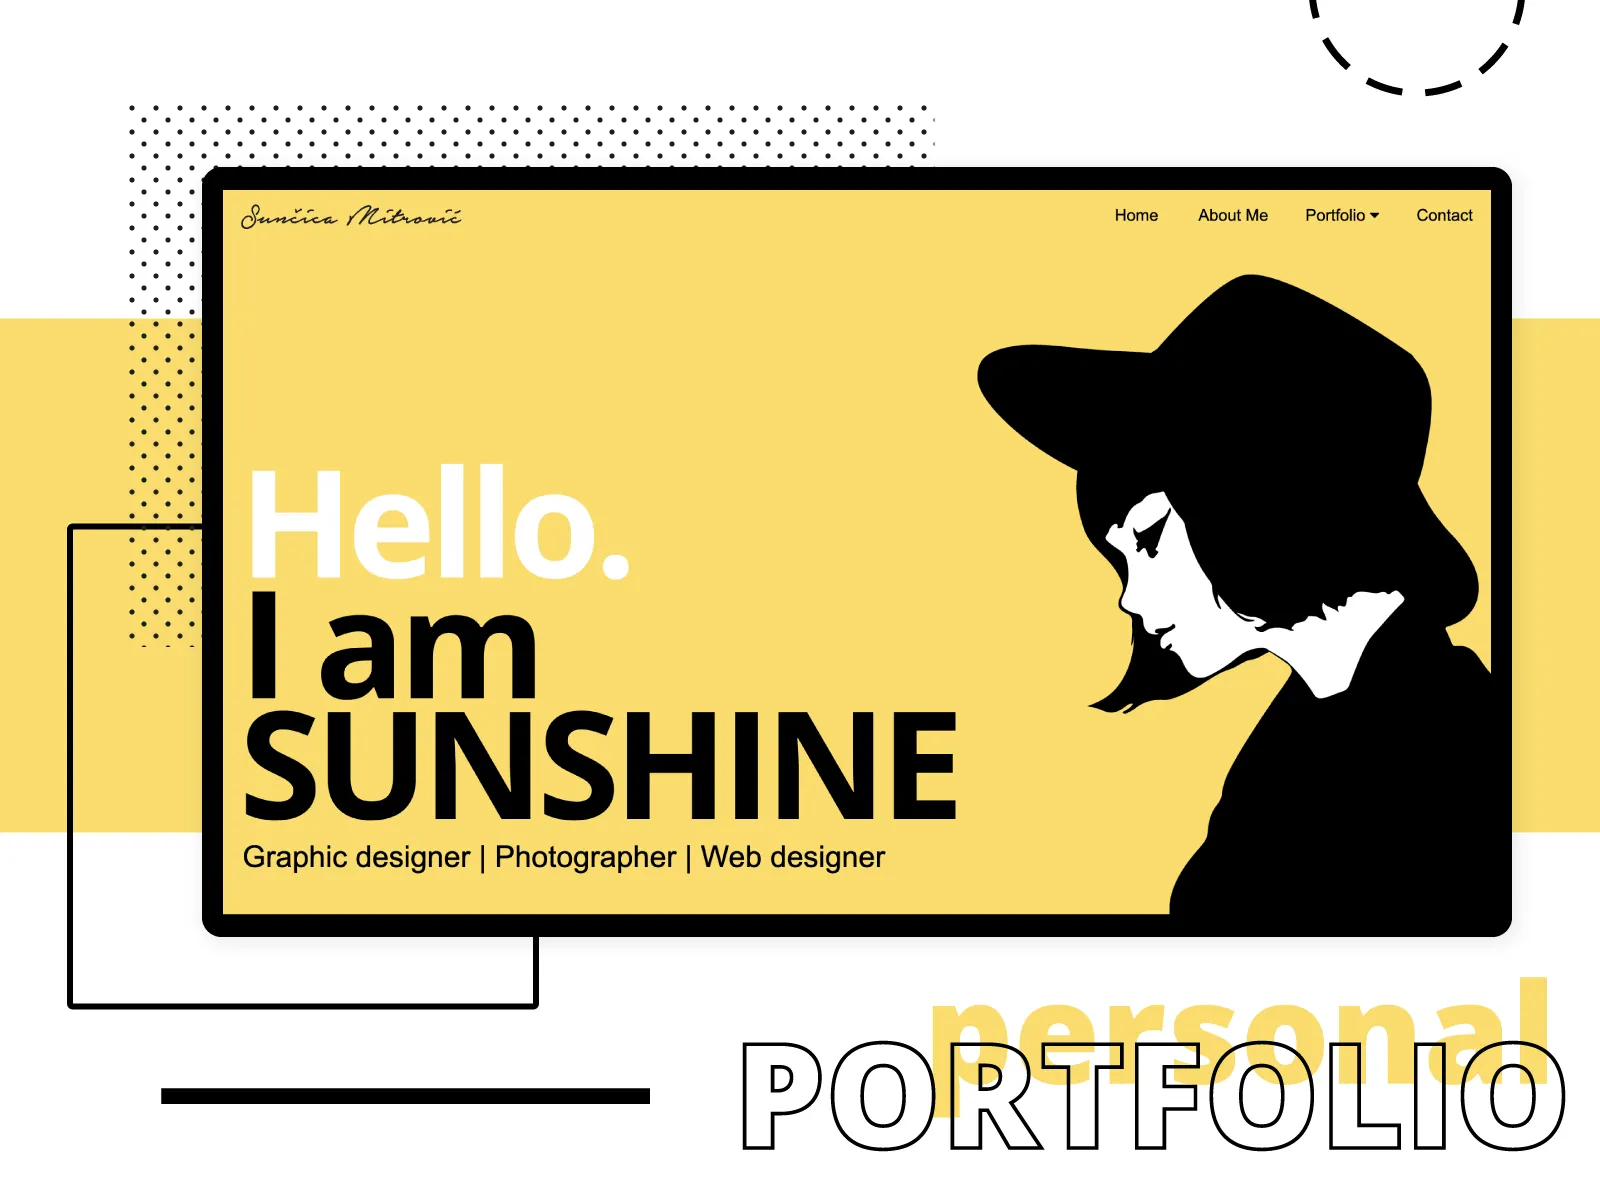 Sunčica Mitrović
Home About Me Portfolio Contact
Hello.
I am
SUNSHINE
Graphic designer | Photographer | Web designer
personal
PORTFOLIO